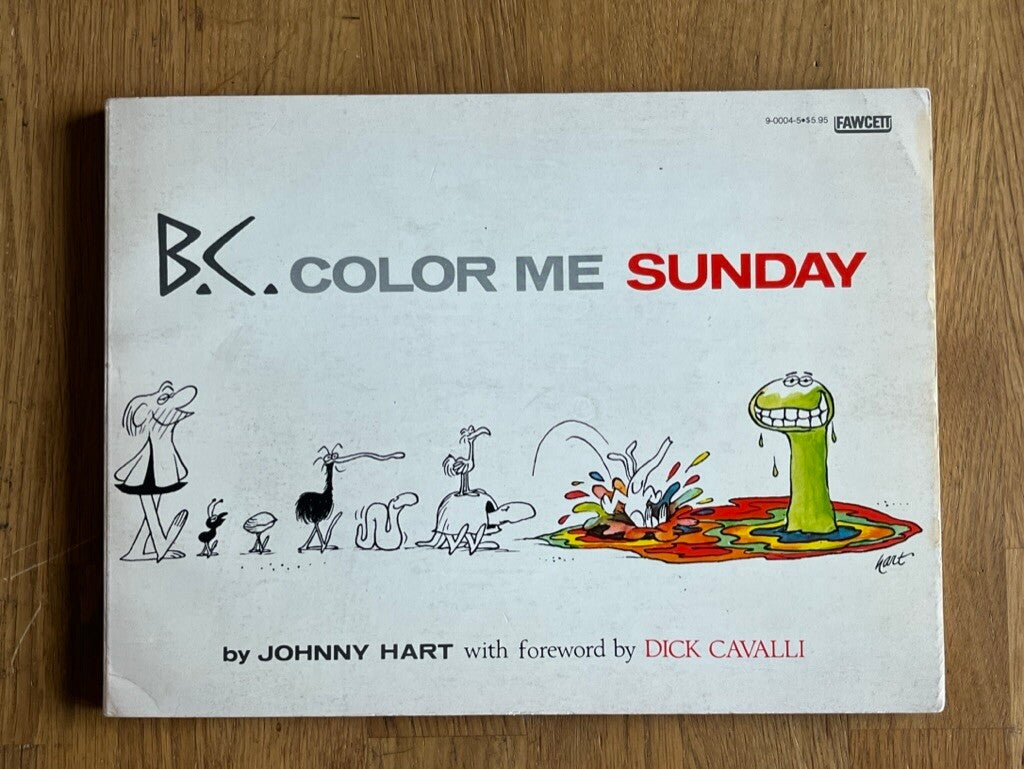 9-0004-5•$5.95 FAWCETT
B.C. COLOR ME SUNDAY
hart
by JOHNNY HART with foreword by DICK CAVALLI